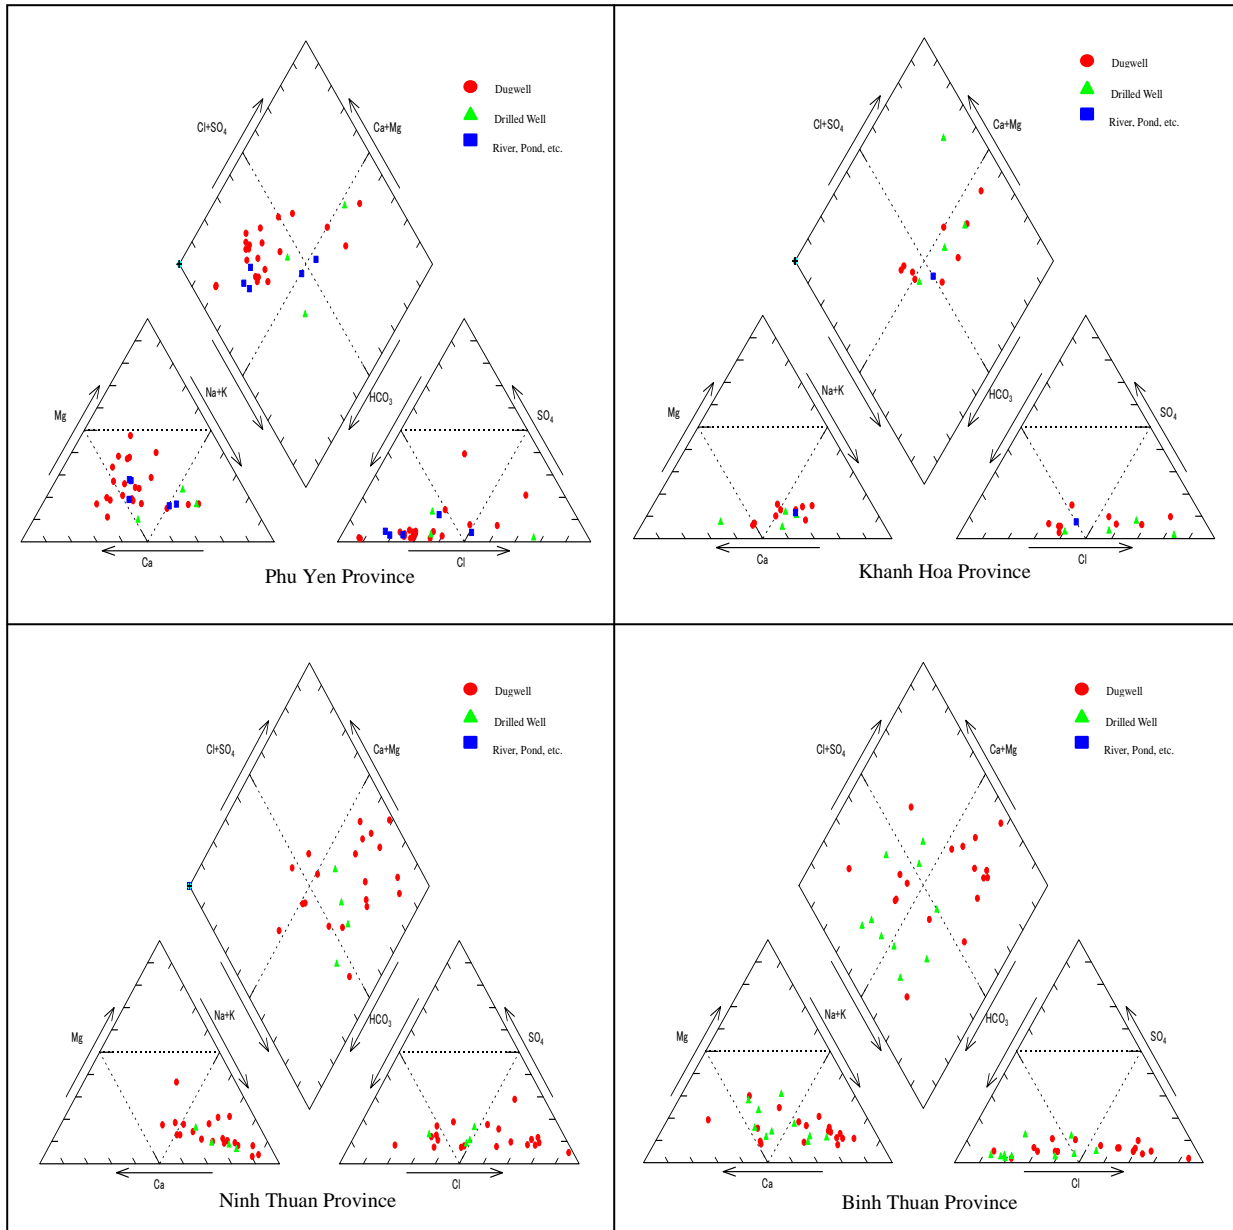 Dugwell
Drilled Well
River, Pond, etc.
Cl+SO4
Ca+Mg
Mg
Na+K
HCO3
SO4
Ca
Cl
Phu Yen Province
Dugwell
Drilled Well
River, Pond, etc.
Cl+SO4
Ca+Mg
Mg
Na+K
HCO3
SO4
Ca
Cl
Khanh Hoa Province
Dugwell
Drilled Well
River, Pond, etc.
Cl+SO4
Ca+Mg
Mg
Na+K
HCO3
SO4
Ca
Cl
Ninh Thuan Province
Dugwell
Drilled Well
River, Pond, etc.
Cl+SO4
Ca+Mg
Mg
Na+K
HCO3
SO4
Ca
Cl
Binh Thuan Province